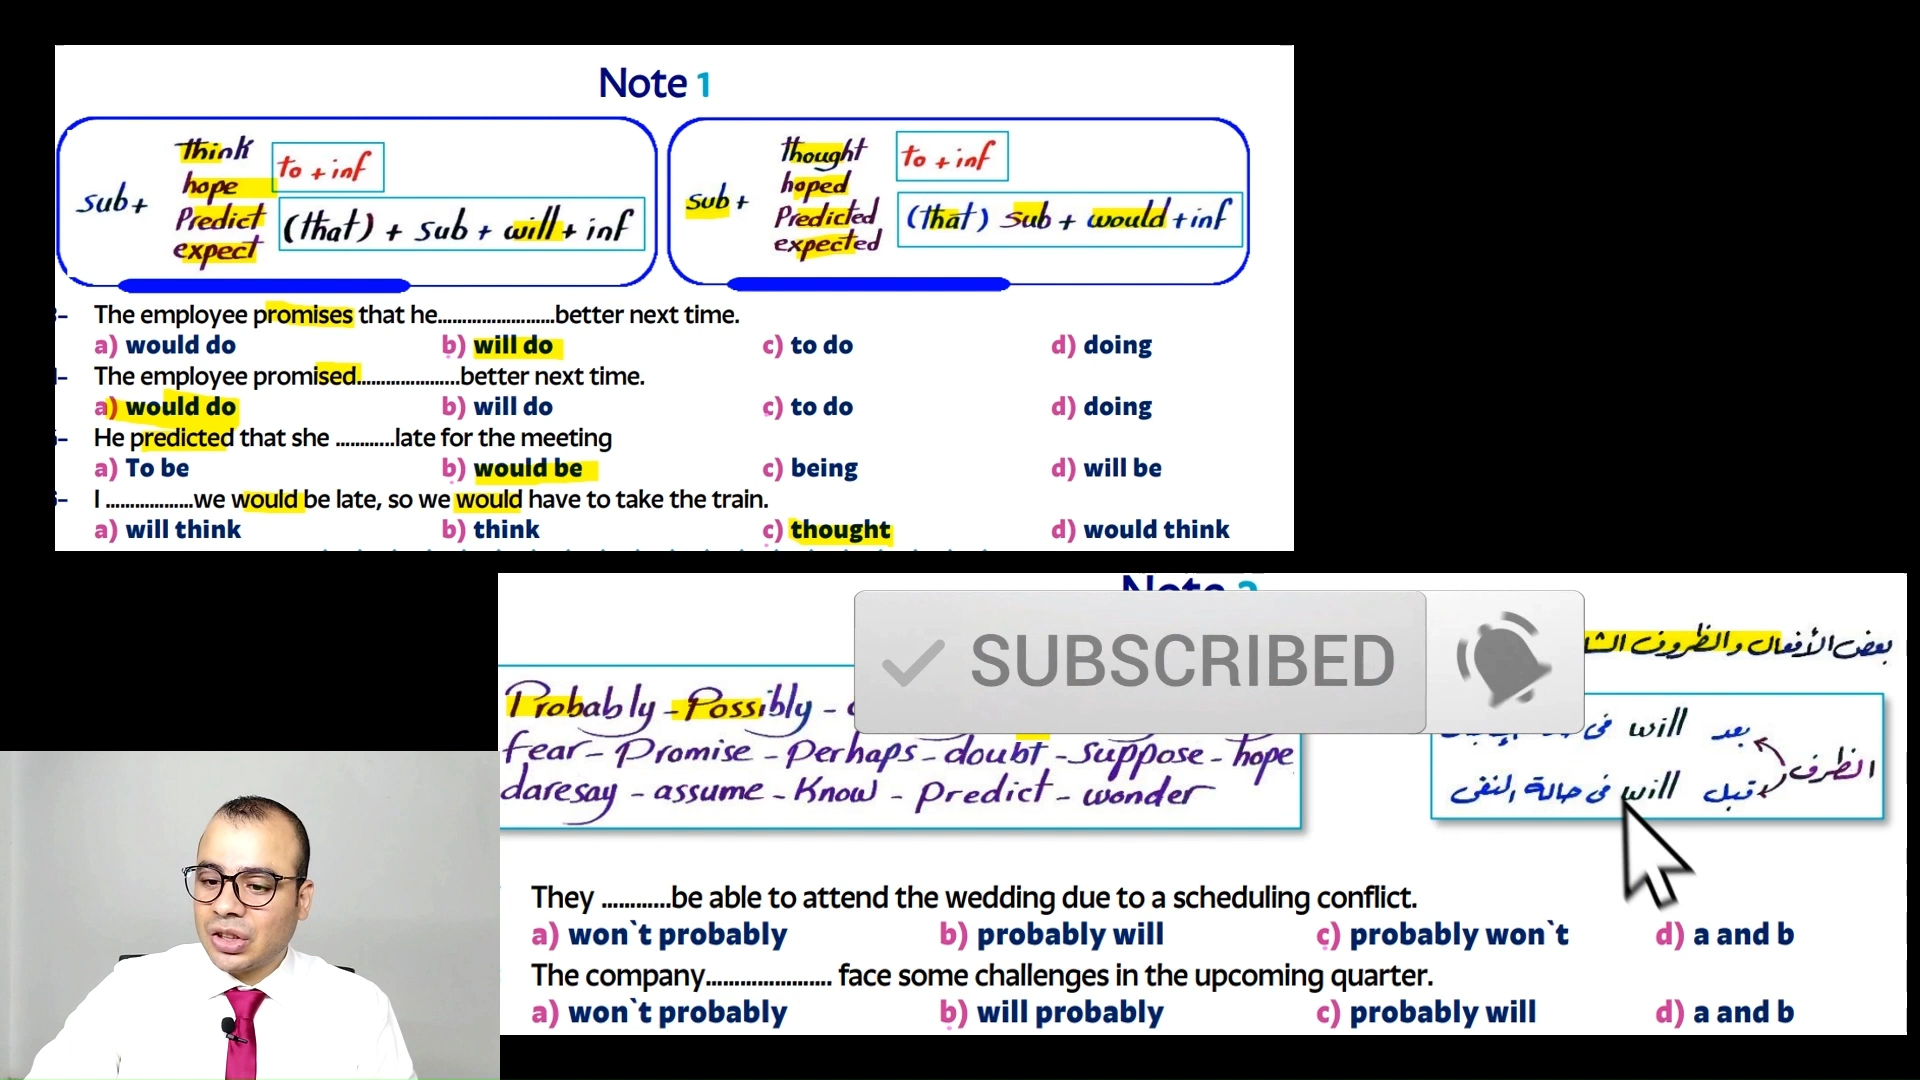 Note 1
sub+
think
hope
Predict
expect
to + inf
(that) + sub + will + inf
sub +
thought
hoped
Predicted
expected
to + inf
(that) sub + would + inf
The employee promises that he......................better next time.
a) would do b) will do c) to do d) doing
The employee promised...................better next time.
a) would do b) will do c) to do d) doing
He predicted that she ............late for the meeting
a) To be b) would be c) being d) will be
I ..................we would be late, so we would have to take the train.
a) will think b) think c) thought d) would think
SUBSCRIBED
بعض الأفعال والظروف
Probably - Possibly -
fear - Promise - Perhaps - doubt - suppose - hope
daresay - assume - Know - Predict - wonder
بعد will فى
الظرف
قبل will فى حالة النفى
They ............be able to attend the wedding due to a scheduling conflict.
a) won`t probably b) probably will c) probably won`t d) a and b
The company...................... face some challenges in the upcoming quarter.
a) won`t probably b) will probably c) probably will d) a and b